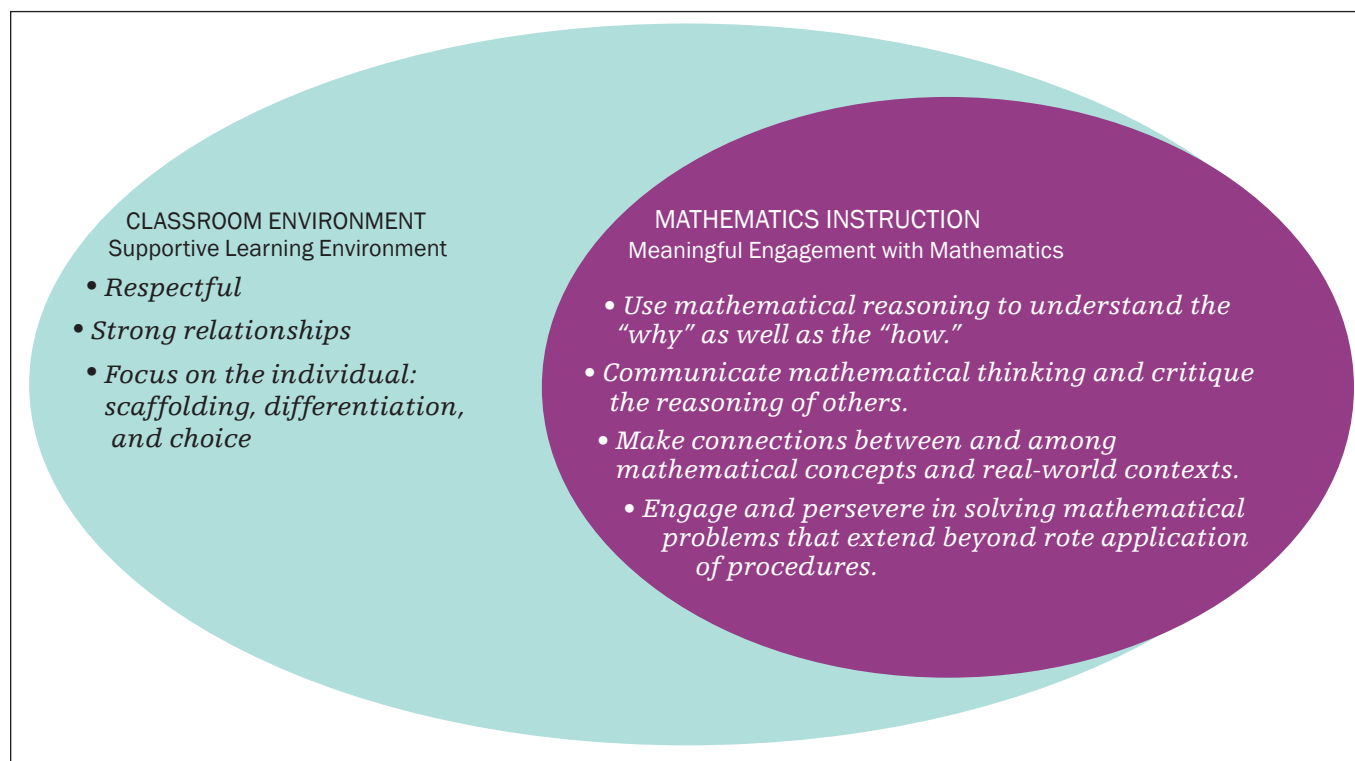 CLASSROOM ENVIRONMENT
Supportive Learning Environment
• Respectful
• Strong relationships
• Focus on the individual:
scaffolding, differentiation,
and choice
MATHEMATICS INSTRUCTION
Meaningful Engagement with Mathematics
• Use mathematical reasoning to understand the
“why” as well as the “how.”
• Communicate mathematical thinking and critique
the reasoning of others.
• Make connections between and among
mathematical concepts and real-world contexts.
• Engage and persevere in solving mathematical
problems that extend beyond rote application
of procedures.